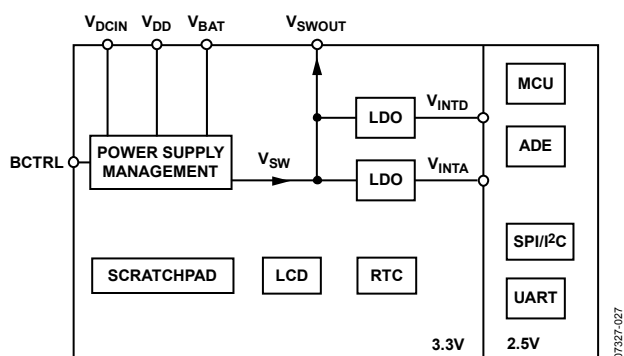 VDCIN VDD VBAT VSWOUT
MCU
LDO VINTD
BCTRL POWER SUPPLY
MANAGEMENT VSW ADE
LDO VINTA
SPI/I2C
SCRATCHPAD LCD RTC
UART
3.3V 2.5V
07327-027